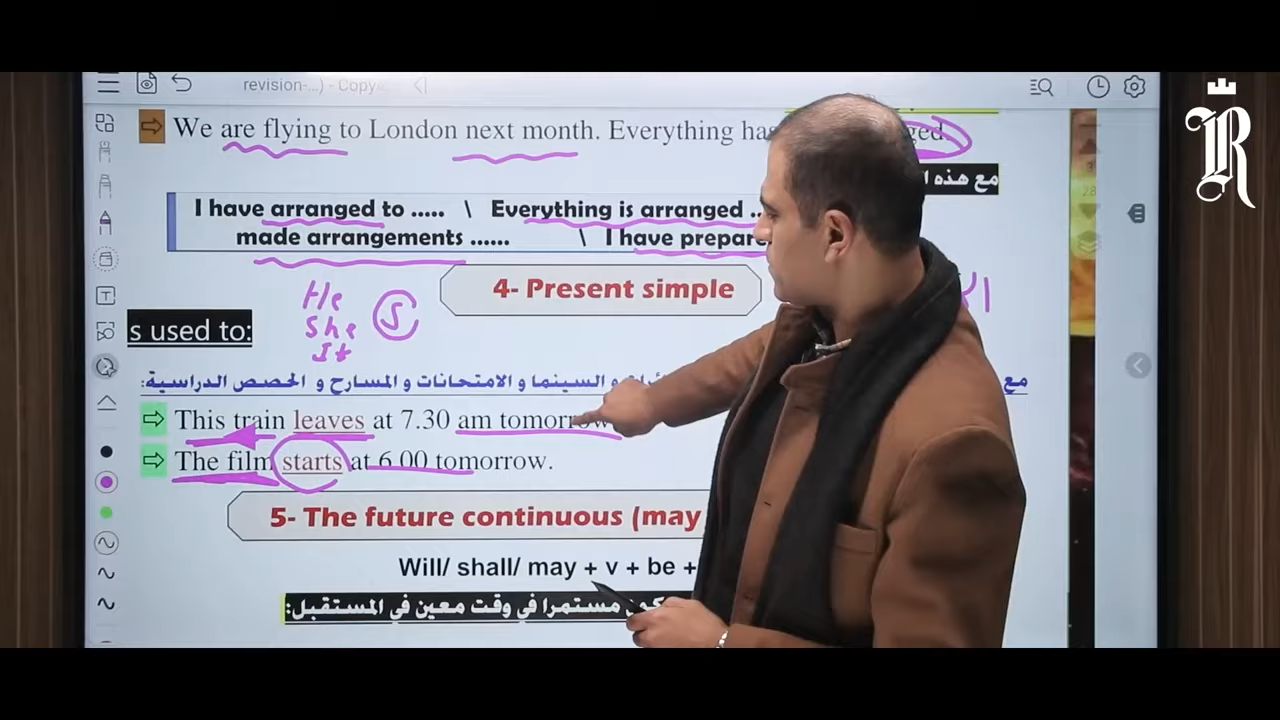 revision-...) - Copy
We are flying to London next month. Everything has
مع هذه
I have arranged to ..... \ Everything is arranged ..
made arrangements ...... \ I have prepare
4- Present simple
He
She
It
S
s used to:
مع
و السينما و الامتحانات و المسارح و الحصص الدراسية:
This train leaves at 7.30 am tomorrow
The film starts at 6.00 tomorrow.
5- The future continuous (may
Will/ shall/ may + v + be +
مستمرا في وقت معين في المستقبل:
R